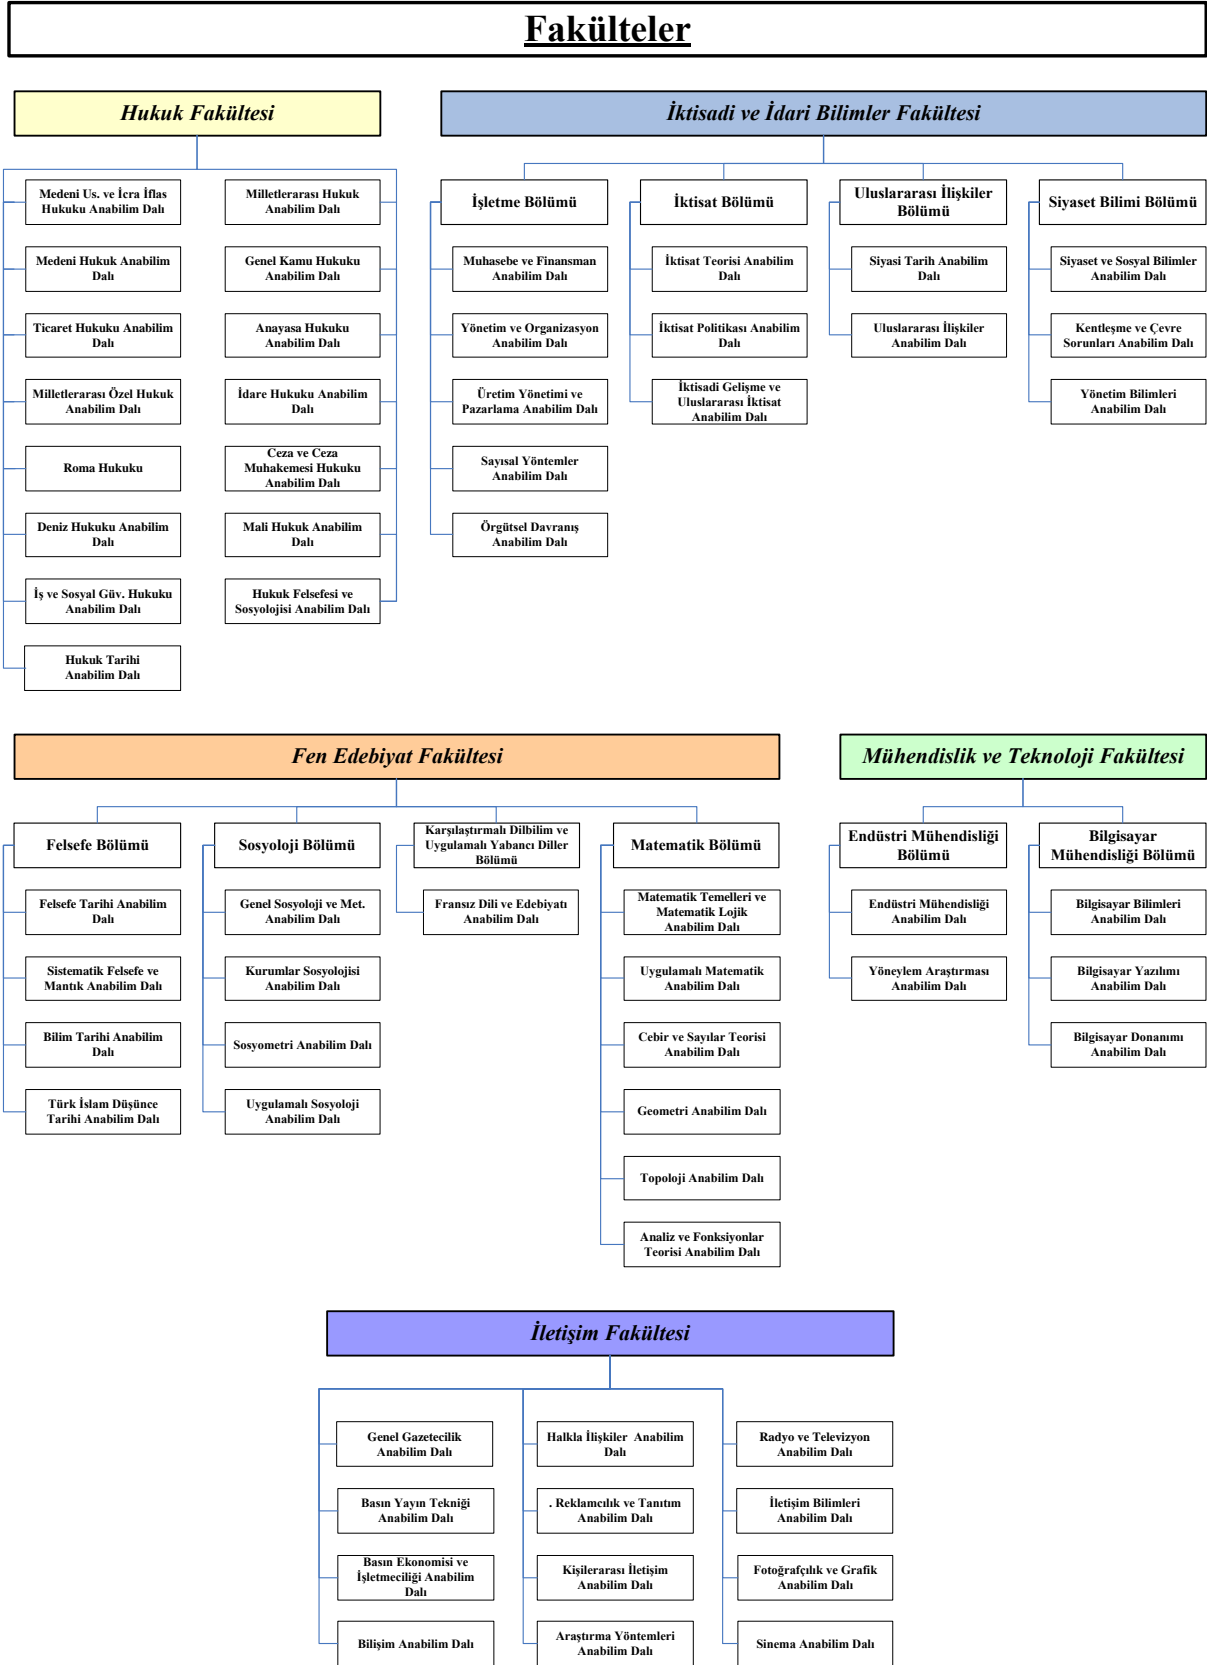 Fakülteler
Hukuk Fakültesi
Medeni Us. ve İcra İflas
Hukuku Anabilim Dalı
Medeni Hukuk Anabilim
Dalı
Ticaret Hukuku Anabilim
Dalı
Milletlerarası Özel Hukuk
Anabilim Dalı
Roma Hukuku
Deniz Hukuku Anabilim
Dalı
İş ve Sosyal Güv. Hukuku
Anabilim Dalı
Hukuk Tarihi
Anabilim Dalı
Milletlerarası Hukuk
Anabilim Dalı
Genel Kamu Hukuku
Anabilim Dalı
Anayasa Hukuku
Anabilim Dalı
İdare Hukuku Anabilim
Dalı
Ceza ve Ceza
Muhakemesi Hukuku
Anabilim Dalı
Mali Hukuk Anabilim
Dalı
Hukuk Felsefesi ve
Sosyolojisi Anabilim Dalı
İktisadi ve İdari Bilimler Fakültesi
İşletme Bölümü
Muhasebe ve Finansman
Anabilim Dalı
Yönetim ve Organizasyon
Anabilim Dalı
Üretim Yönetimi ve
Pazarlama Anabilim Dalı
Sayısal Yöntemler
Anabilim Dalı
Örgütsel Davranış
Anabilim Dalı
İktisat Bölümü
İktisat Teorisi Anabilim
Dalı
İktisat Politikası Anabilim
Dalı
İktisadi Gelişme ve
Uluslararası İktisat
Anabilim Dalı
Uluslararası İlişkiler
Bölümü
Siyasi Tarih Anabilim
Dalı
Uluslararası İlişkiler
Anabilim Dalı
Siyaset Bilimi Bölümü
Siyaset ve Sosyal Bilimler
Anabilim Dalı
Kentleşme ve Çevre
Sorunları Anabilim Dalı
Yönetim Bilimleri
Anabilim Dalı
Fen Edebiyat Fakültesi
Felsefe Bölümü
Felsefe Tarihi Anabilim
Dalı
Sistematik Felsefe ve
Mantık Anabilim Dalı
Bilim Tarihi Anabilim
Dalı
Türk İslam Düşünce
Tarihi Anabilim Dalı
Sosyoloji Bölümü
Genel Sosyoloji ve Met.
Anabilim Dalı
Kurumlar Sosyolojisi
Anabilim Dalı
Sosyometri Anabilim Dalı
Uygulamalı Sosyoloji
Anabilim Dalı
Karşılaştırmalı Dilbilim ve
Uygulamalı Yabancı Diller
Bölümü
Fransız Dili ve Edebiyatı
Anabilim Dalı
Matematik Bölümü
Matematik Temelleri ve
Matematik Lojik
Anabilim Dalı
Uygulamalı Matematik
Anabilim Dalı
Cebir ve Sayılar Teorisi
Anabilim Dalı
Geometri Anabilim Dalı
Topoloji Anabilim Dalı
Analiz ve Fonksiyonlar
Teorisi Anabilim Dalı
Mühendislik ve Teknoloji Fakültesi
Endüstri Mühendisliği
Bölümü
Endüstri Mühendisliği
Anabilim Dalı
Yöneylem Araştırması
Anabilim Dalı
Bilgisayar
Mühendisliği Bölümü
Bilgisayar Bilimleri
Anabilim Dalı
Bilgisayar Yazılımı
Anabilim Dalı
Bilgisayar Donanımı
Anabilim Dalı
İletişim Fakültesi
Genel Gazetecilik
Anabilim Dalı
Basın Yayın Tekniği
Anabilim Dalı
Basın Ekonomisi ve
İşletmeciliği Anabilim
Dalı
Bilişim Anabilim Dalı
Halkla İlişkiler  Anabilim
Dalı
. Reklamcılık ve Tanıtım
Anabilim Dalı
Kişilerarası İletişim
Anabilim Dalı
Araştırma Yöntemleri
Anabilim Dalı
Radyo ve Televizyon
Anabilim Dalı
İletişim Bilimleri
Anabilim Dalı
Fotoğrafçılık ve Grafik
Anabilim Dalı
Sinema Anabilim Dalı